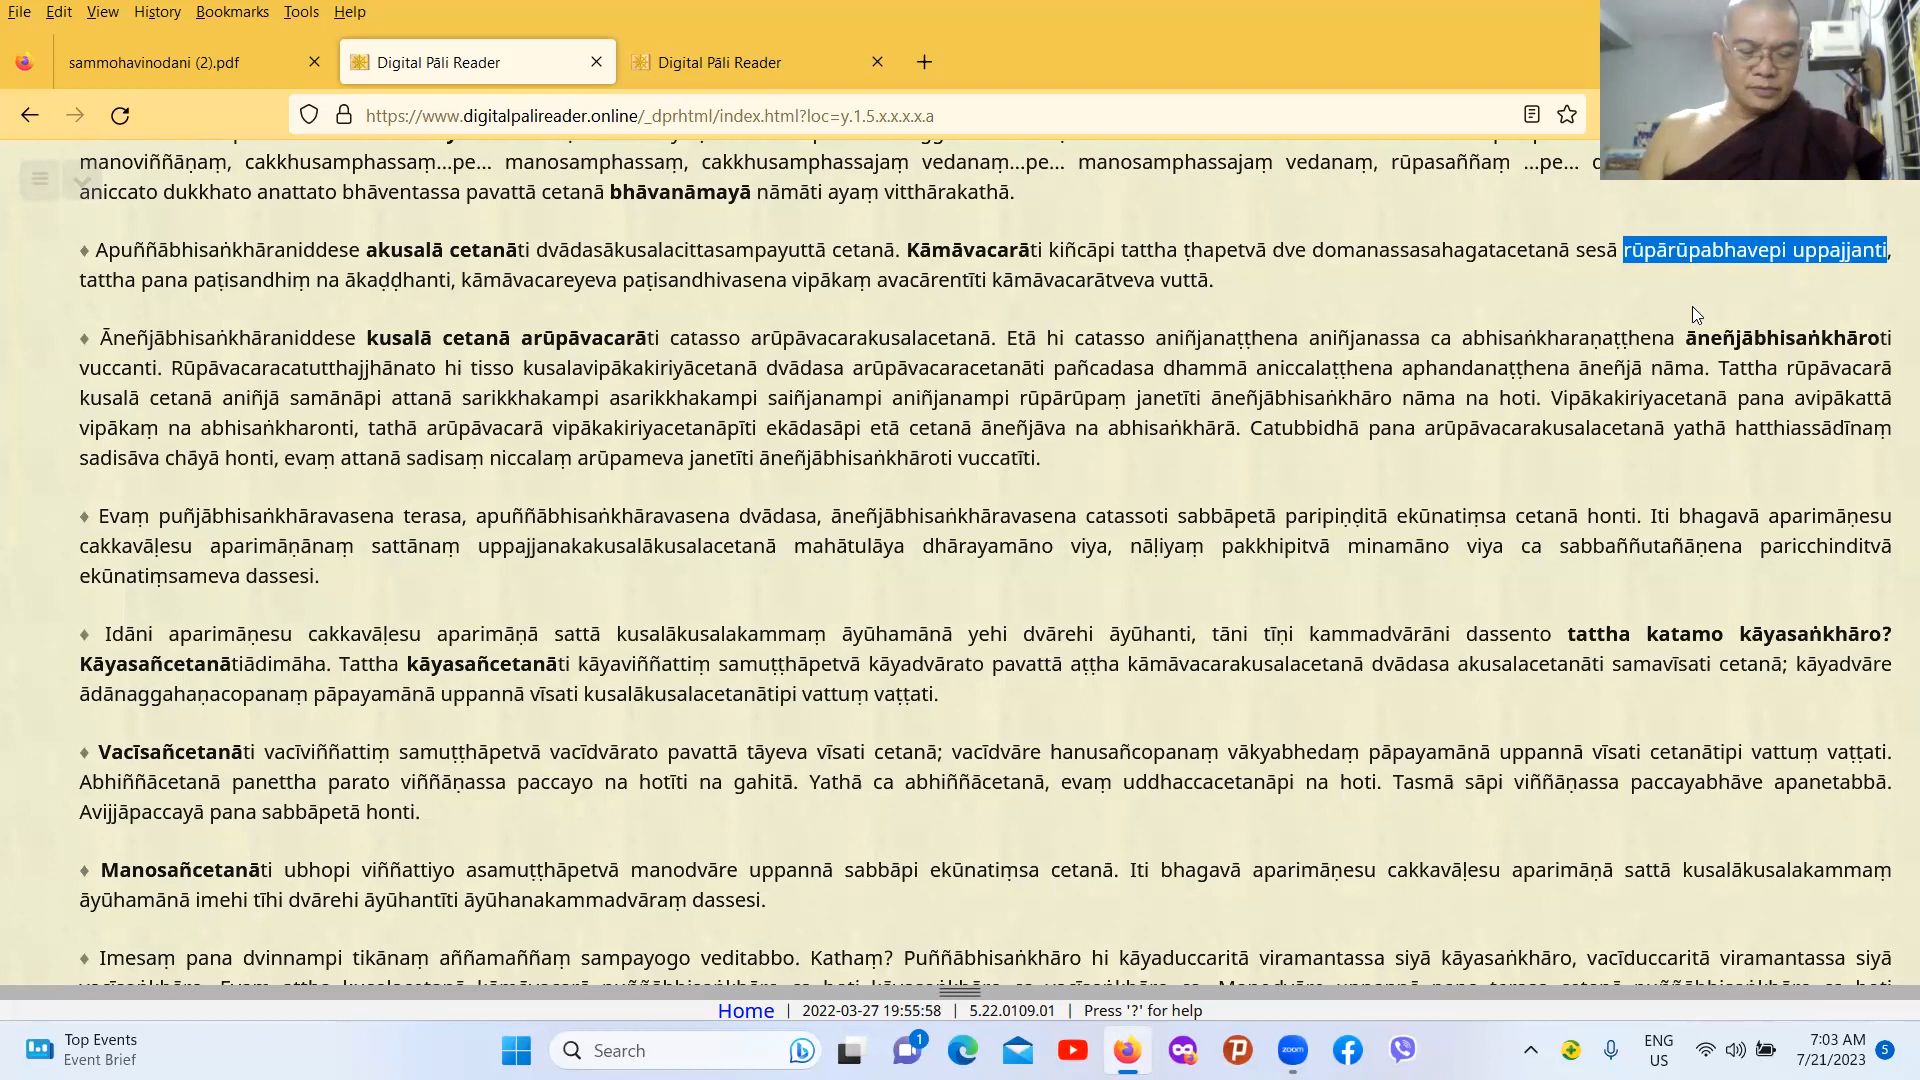 File Edit View History Bookmarks Tools Help
sammohavinodani (2).pdf
Digital Pāli Reader
Digital Pāli Reader
https://www.digitalpalireader.online/_dprhtml/index.html?loc=y.1.5.x.x.x.x.a
manoviññāṇaṃ, cakkhusamphassaṃ...pe... manosamphassaṃ, cakkhusamphassajaṃ vedanaṃ...pe... manosamphassajaṃ vedanaṃ, rūpasaññaṃ ...pe...
aniccato dukkhato anattato bhāventassa pavattā cetanā bhāvanāmayā nāmāti ayaṃ vitthārakathā.
♦ Apuññābhisaṅkhāraniddese akusalā cetanāti dvādasākusalacittasampayuttā cetanā. Kāmāvacarāti kiñcāpi tattha ṭhapetvā dve domanassasahagatacetanā sesā rūpārūpabhavepi uppajjanti,
tattha pana paṭisandhiṃ na ākaḍḍhanti, kāmāvacareyeva paṭisandhivasena vipākaṃ avacārentīti kāmāvacarātveva vuttā.
♦ Āneñjābhisaṅkhāraniddese kusalā cetanā arūpāvacarāti catasso arūpāvacarakusalacetanā. Etā hi catasso aniñjanaṭṭhena aniñjanassa ca abhisaṅkharaṇaṭṭhena āneñjābhisaṅkhāroti
vuccanti. Rūpāvacaracatutthajjhānato hi tisso kusalavipākakiriyācetanā dvādasa arūpāvacaracetanāti pañcadasa dhammā aniccalaṭṭhena aphandanaṭṭhena āneñjā nāma. Tattha rūpāvacarā
kusalā cetanā aniñjā samānāpi attanā sarikkhakampi asarikkhakampi saiñjanampi aniñjanampi rūpārūpaṃ janetīti āneñjābhisaṅkhāro nāma na hoti. Vipākakiriyacetanā pana avipākattā
vipākaṃ na abhisaṅkharonti, tathā arūpāvacarā vipākakiriyacetanāpīti ekādasāpi etā cetanā āneñjāva na abhisaṅkhārā. Catubbidhā pana arūpāvacarakusalacetanā yathā hatthiassādīnaṃ
sadisāva chāyā honti, evaṃ attanā sadisaṃ niccalaṃ arūpameva janetīti āneñjābhisaṅkhāroti vuccatīti.
♦ Evaṃ puñjābhisaṅkhāravasena terasa, apuññābhisaṅkhāravasena dvādasa, āneñjābhisaṅkhāravasena catassoti sabbāpetā paripiṇḍitā ekūnatiṃsa cetanā honti. Iti bhagavā aparimāṇesu
cakkavāḷesu aparimāṇānaṃ sattānaṃ uppajjanakakusalākusalacetanā mahātulāya dhārayamāno viya, nāḷiyaṃ pakkhipitvā minamāno viya ca sabbaññutañāṇena paricchinditvā
ekūnatiṃsameva dassesi.
♦ Idāni aparimāṇesu cakkavāḷesu aparimāṇā sattā kusalākusalakammaṃ āyūhamānā yehi dvārehi āyūhanti, tāni tīṇi kammadvārāni dassento tattha katamo kāyasaṅkhāro?
Kāyasañcetanātiādimāha. Tattha kāyasañcetanāti kāyaviññattiṃ samuṭṭhāpetvā kāyadvārato pavattā aṭṭha kāmāvacarakusalacetanā dvādasa akusalacetanāti samavīsati cetanā; kāyadvāre
ādānaggahaṇacopanaṃ pāpayamānā uppannā vīsati kusalākusalacetanātipi vattuṃ vaṭṭati.
♦ Vacīsañcetanāti vacīviññattiṃ samuṭṭhāpetvā vacīdvārato pavattā tāyeva vīsati cetanā; vacīdvāre hanusañcopanaṃ vākyabhedaṃ pāpayamānā uppannā vīsati cetanātipi vattuṃ vaṭṭati.
Abhiññācetanā panettha parato viññāṇassa paccayo na hotīti na gahitā. Yathā ca abhiññācetanā, evaṃ uddhaccacetanāpi na hoti. Tasmā sāpi viññāṇassa paccayabhāve apanetabbā.
Avijjāpaccayā pana sabbāpetā honti.
♦ Manosañcetanāti ubhopi viññattiyo asamuṭṭhāpetvā manodvāre uppannā sabbāpi ekūnatiṃsa cetanā. Iti bhagavā aparimāṇesu cakkavāḷesu aparimāṇā sattā kusalākusalakammaṃ
āyūhamānā imehi tīhi dvārehi āyūhantīti āyūhanakammadvāraṃ dassesi.
♦ Imesaṃ pana dvinnampi tikānaṃ aññamaññaṃ sampayogo veditabbo. Kathaṃ? Puññābhisaṅkhāro hi kāyaduccaritā viramantassa siyā kāyasaṅkhāro, vacīduccaritā viramantassa siyā
Home | 2022-03-27 19:55:58 | 5.22.0109.01 | Press '?' for help
Top Events
Event Brief
Search
1
zoom
ENG
US
7:03 AM
7/21/2023
5